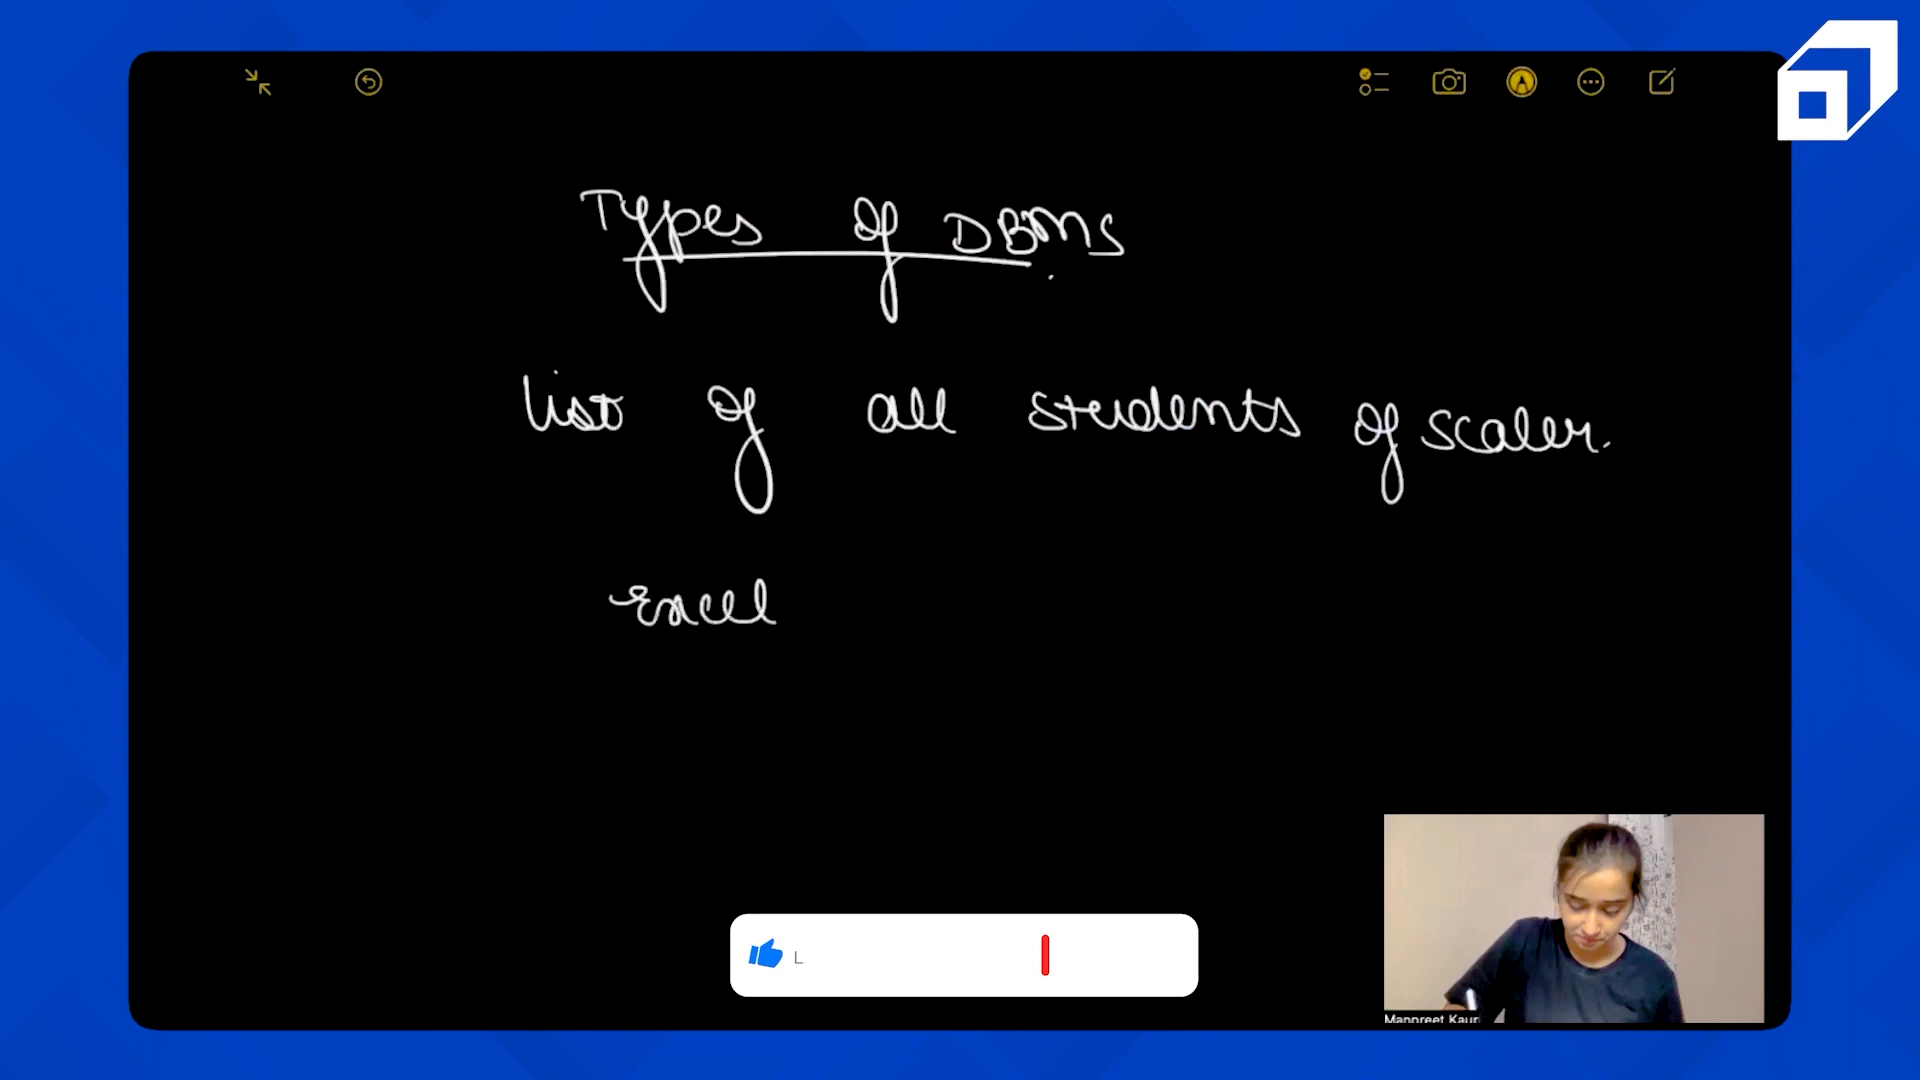 Types of DBMS
list of all students of scaler.
Excel
L
Manpreet Kaur